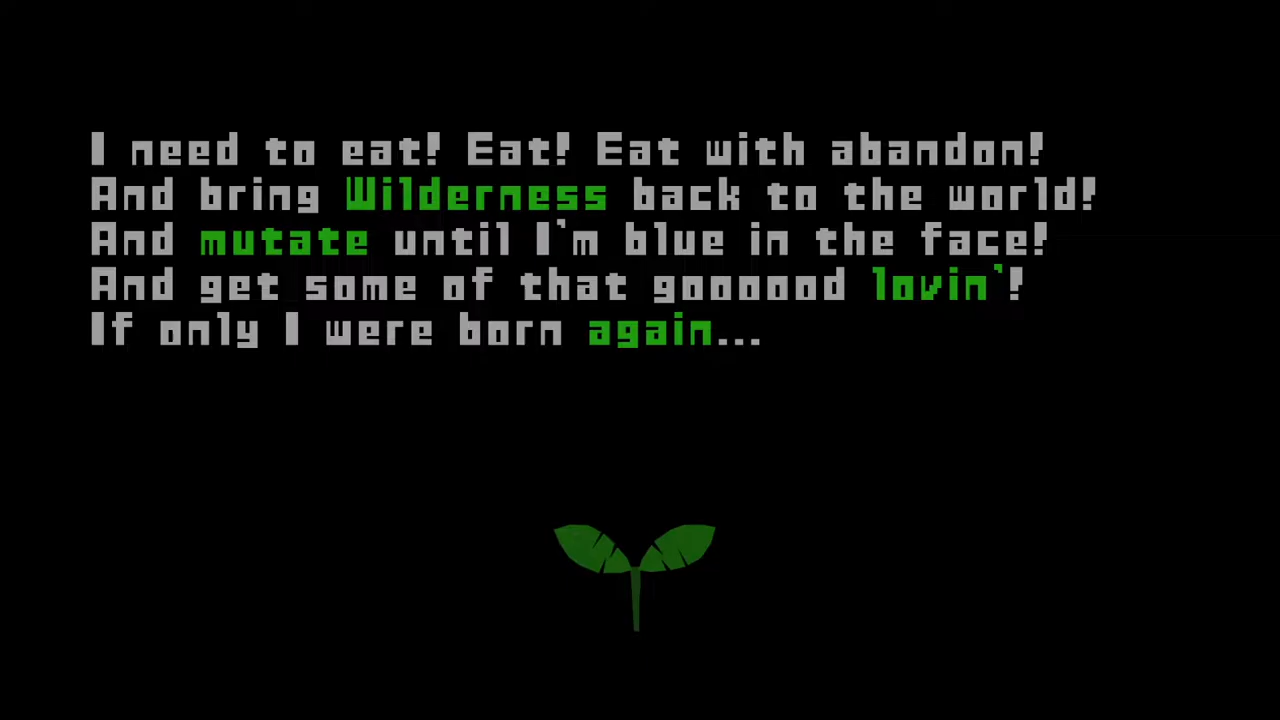 I need to eat! Eat! Eat with abandon!
And bring Wilderness back to the world!
And mutate until I'm blue in the face!
And get some of that gooooood lovin'!
If only I were born again...